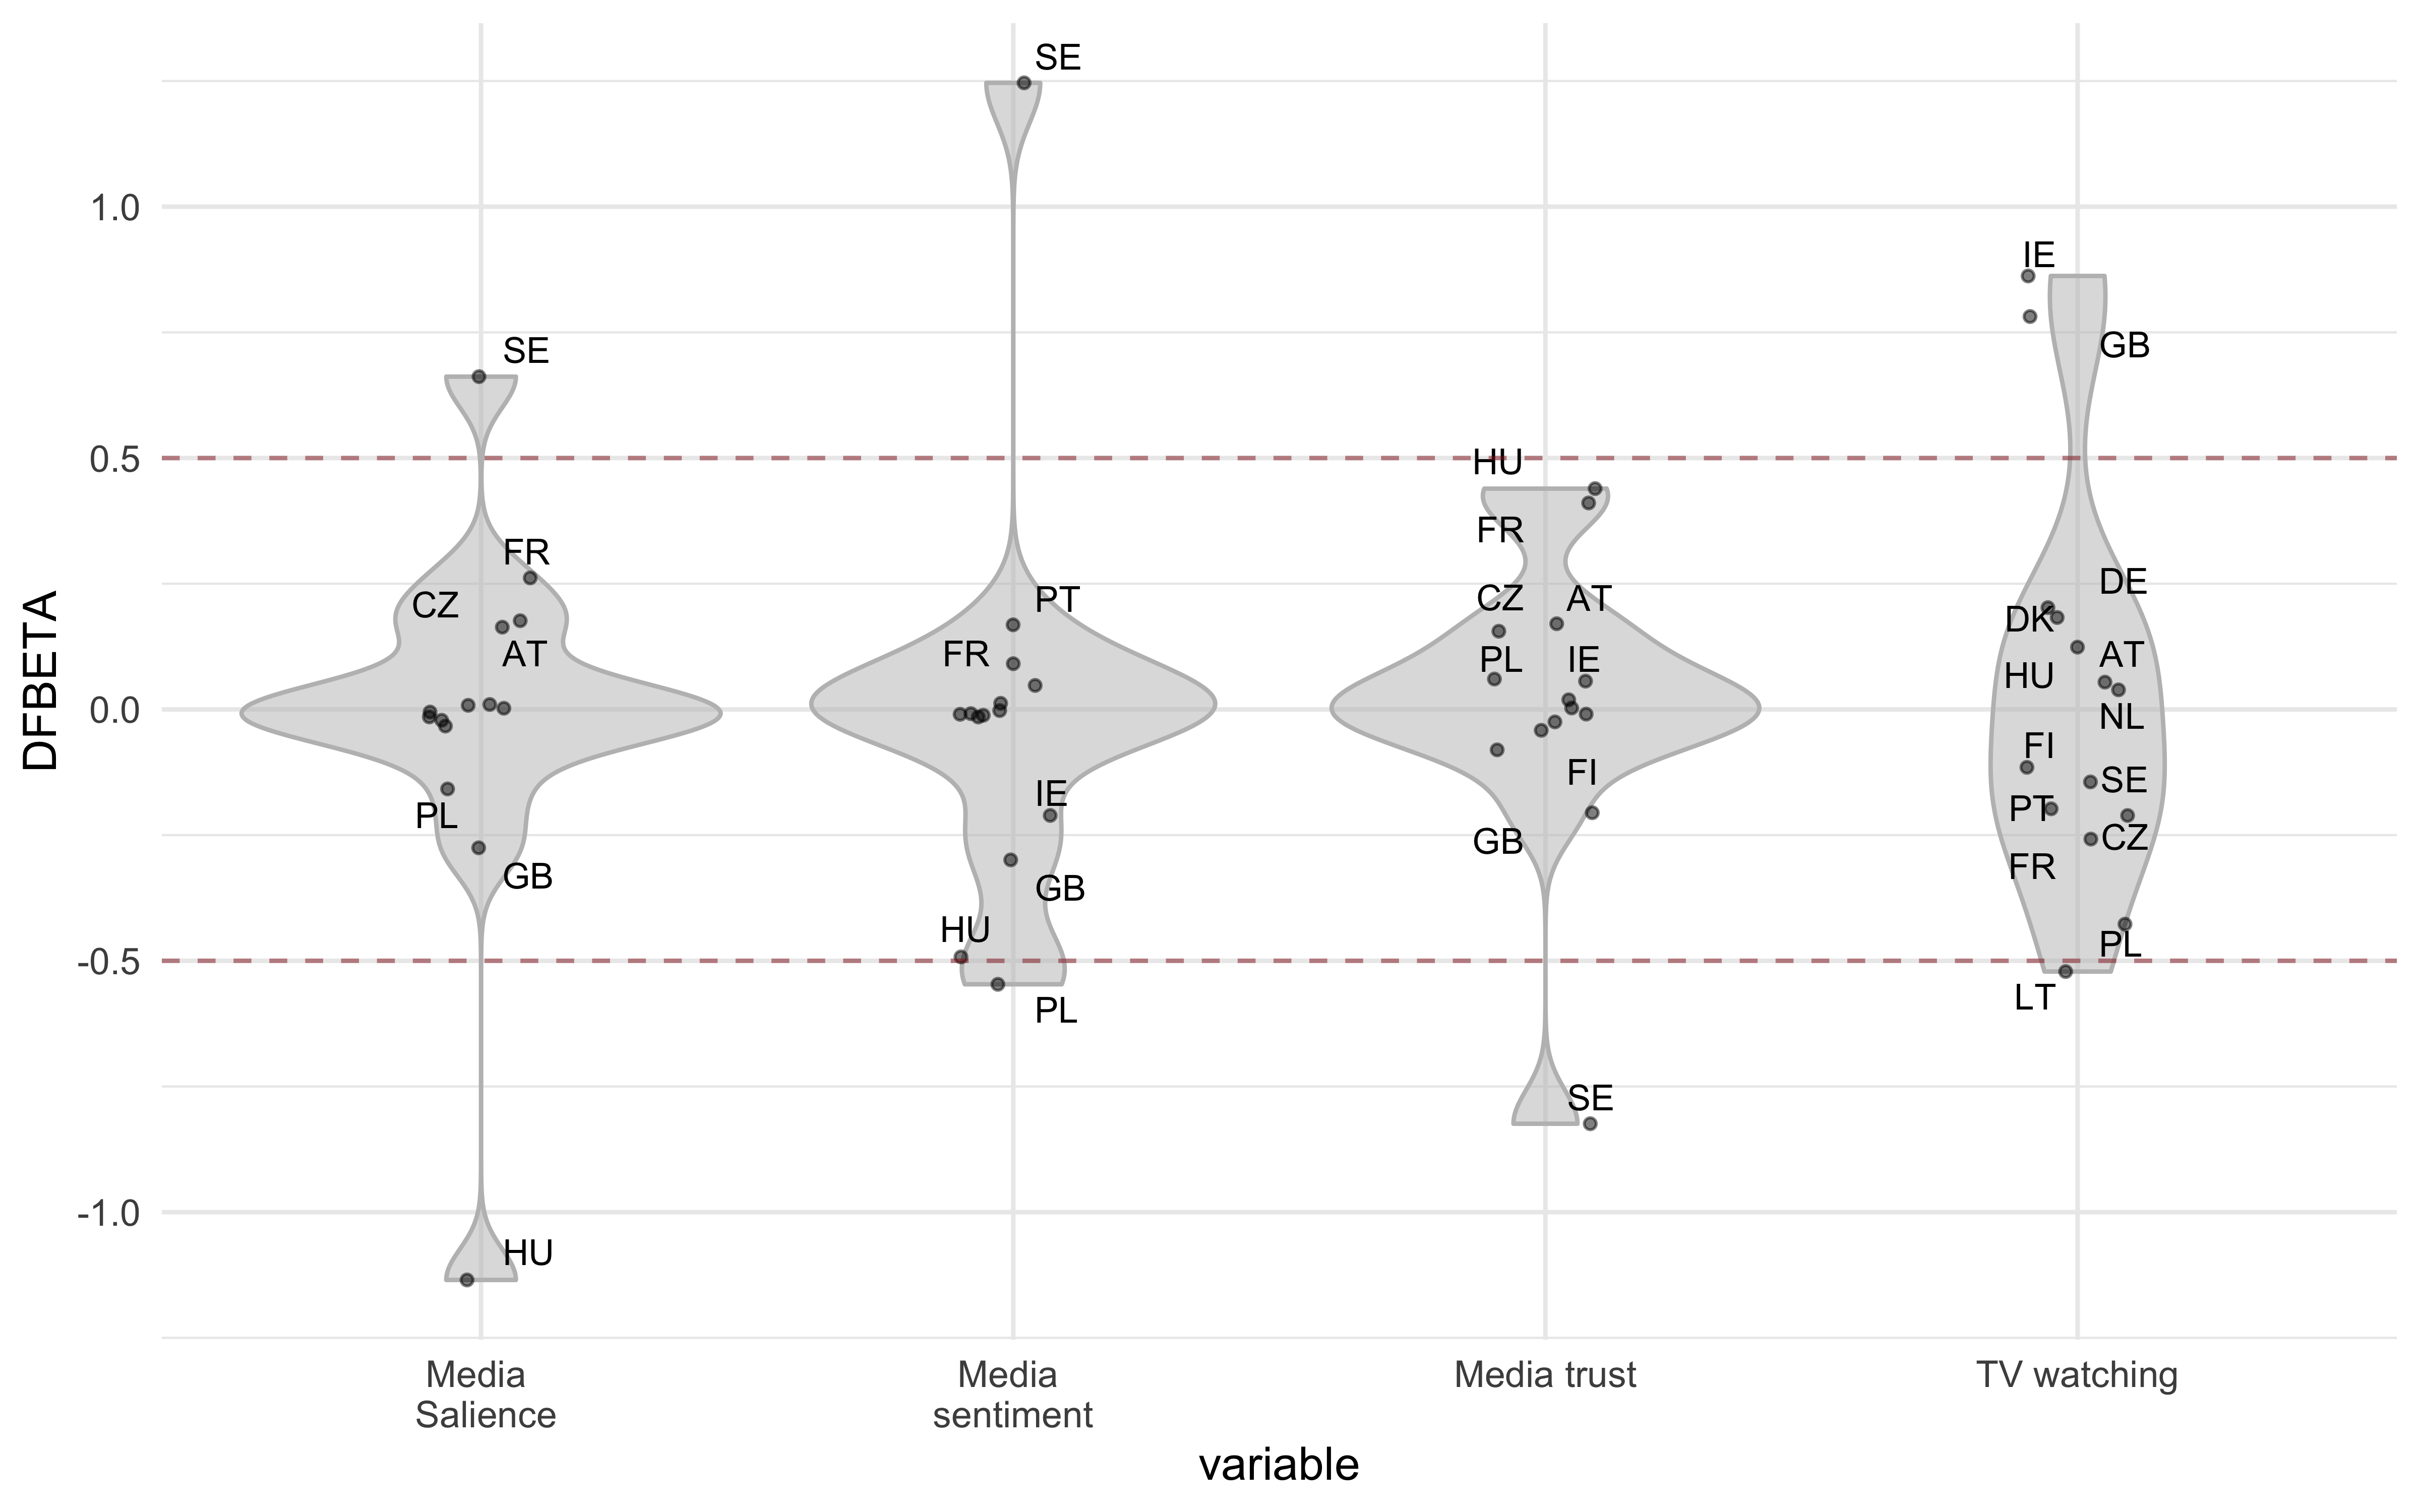 DFBETA
1.0
0.5
0.0
-0.5
-1.0
SE
FR
CZ
AT
PL
GB
HU
SE
PT
FR
IE
GB
HU
PL
HU
FR
CZ
AT
PL
IE
FI
GB
SE
IE
GB
DE
DK
AT
HU
NL
FI
SE
PT
CZ
FR
PL
LT
Media
Salience
Media
sentiment
Media trust
TV watching
variable